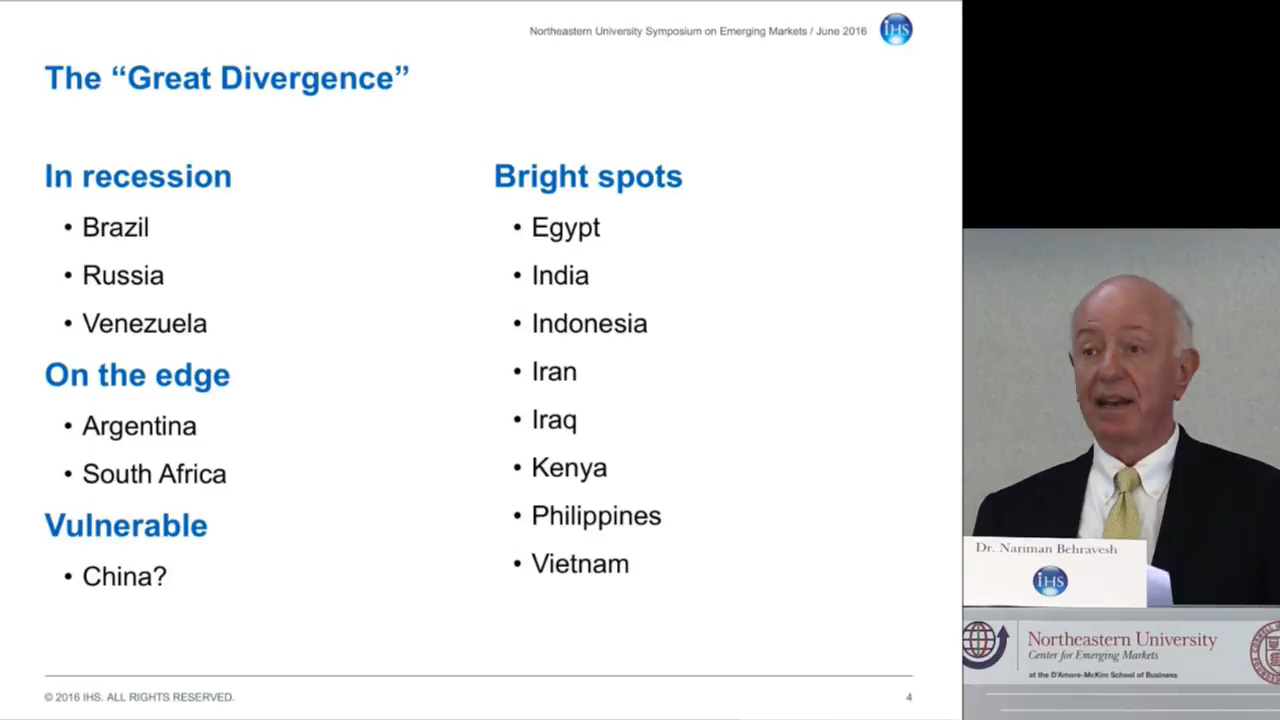 Northeastern University Symposium on Emerging Markets / June 2016
IHS
The “Great Divergence”
In recession
• Brazil
• Russia
• Venezuela
On the edge
• Argentina
• South Africa
Vulnerable
• China?
Bright spots
• Egypt
• India
• Indonesia
• Iran
• Iraq
• Kenya
• Philippines
• Vietnam
© 2016 IHS. ALL RIGHTS RESERVED.
4
Dr. Nariman Behravesh
IHS
Northeastern University
Center for Emerging Markets
at the D'Amore-McKim School of Business